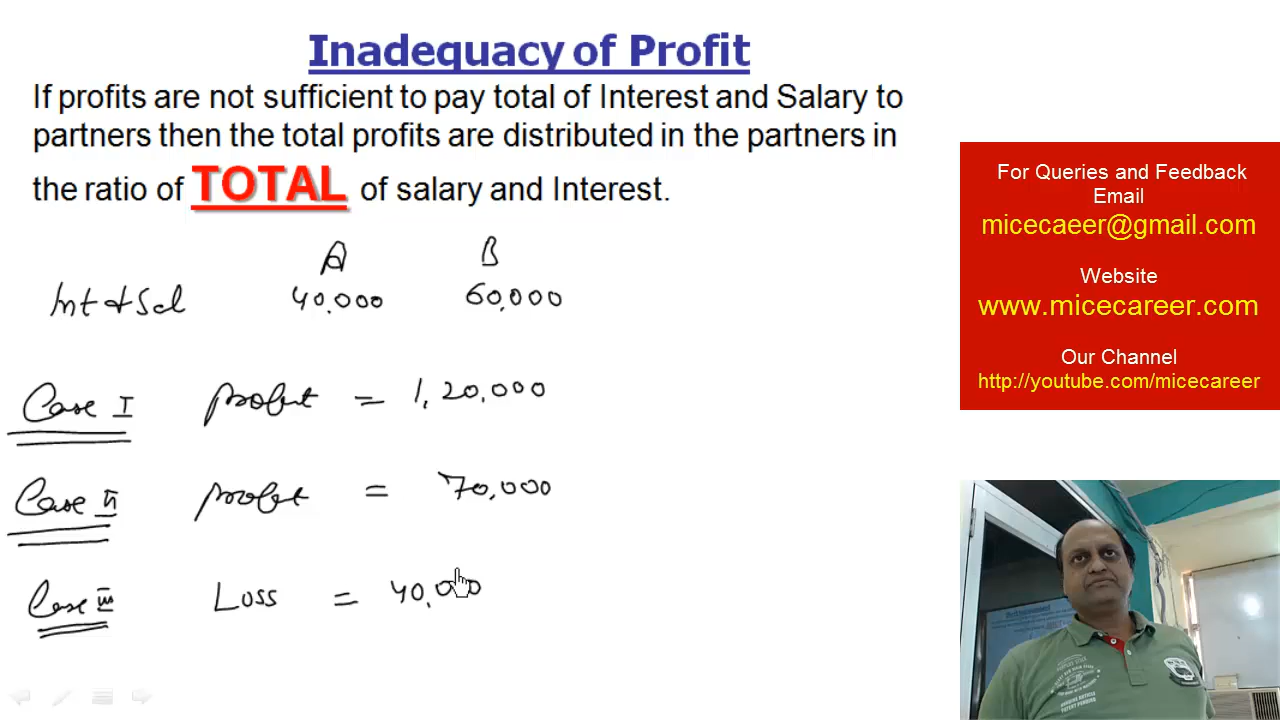 Inadequacy of Profit
If profits are not sufficient to pay total of Interest and Salary to
partners then the total profits are distributed in the partners in
the ratio of TOTAL of salary and Interest.
A B
Int & Sal 40,000 60,000
Case I profit = 1,20,000
Case II profit = 70,000
Case III Loss = 40,000
For Queries and Feedback
Email
micecaeer@gmail.com
Website
www.micecareer.com
Our Channel
http://youtube.com/micecareer